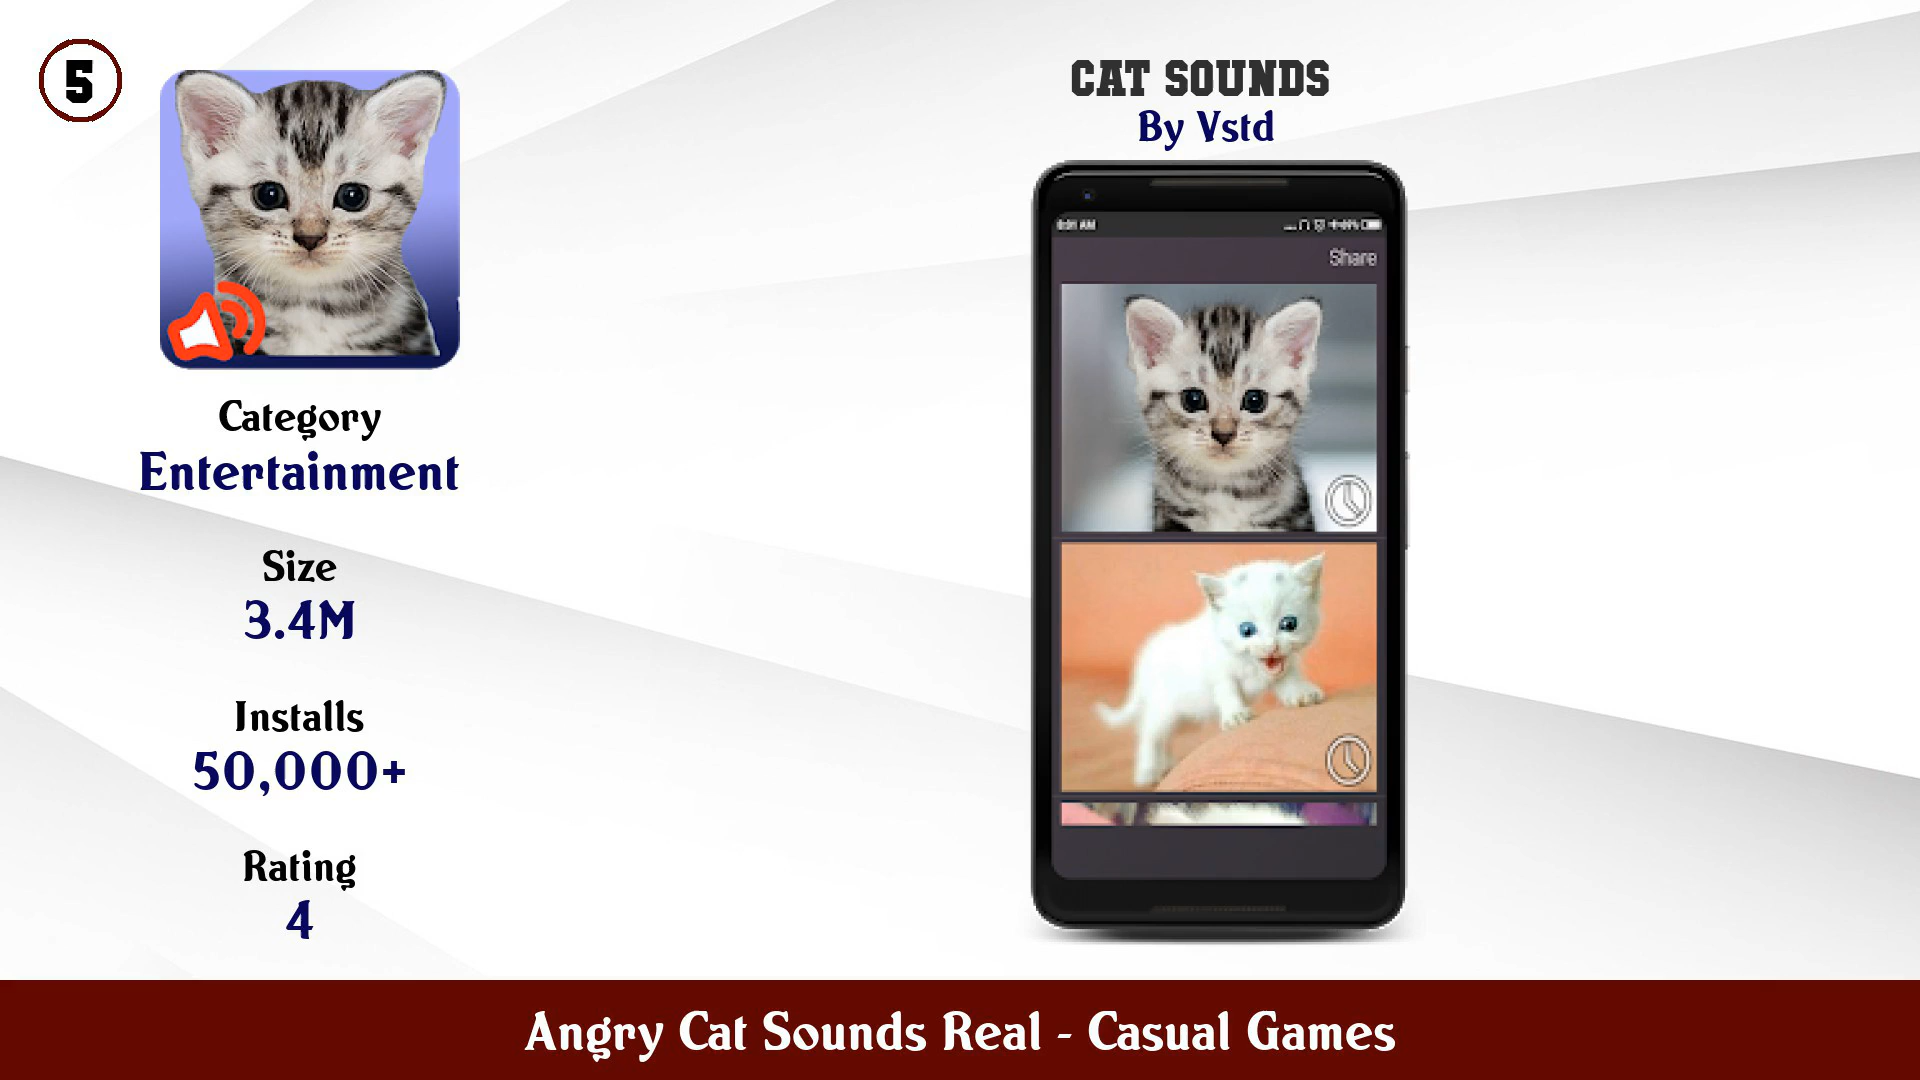 5
CAT SOUNDS
By Vstd
Share
Category
Entertainment
Size
3.4M
Installs
50,000+
Rating
4
Angry Cat Sounds Real - Casual Games